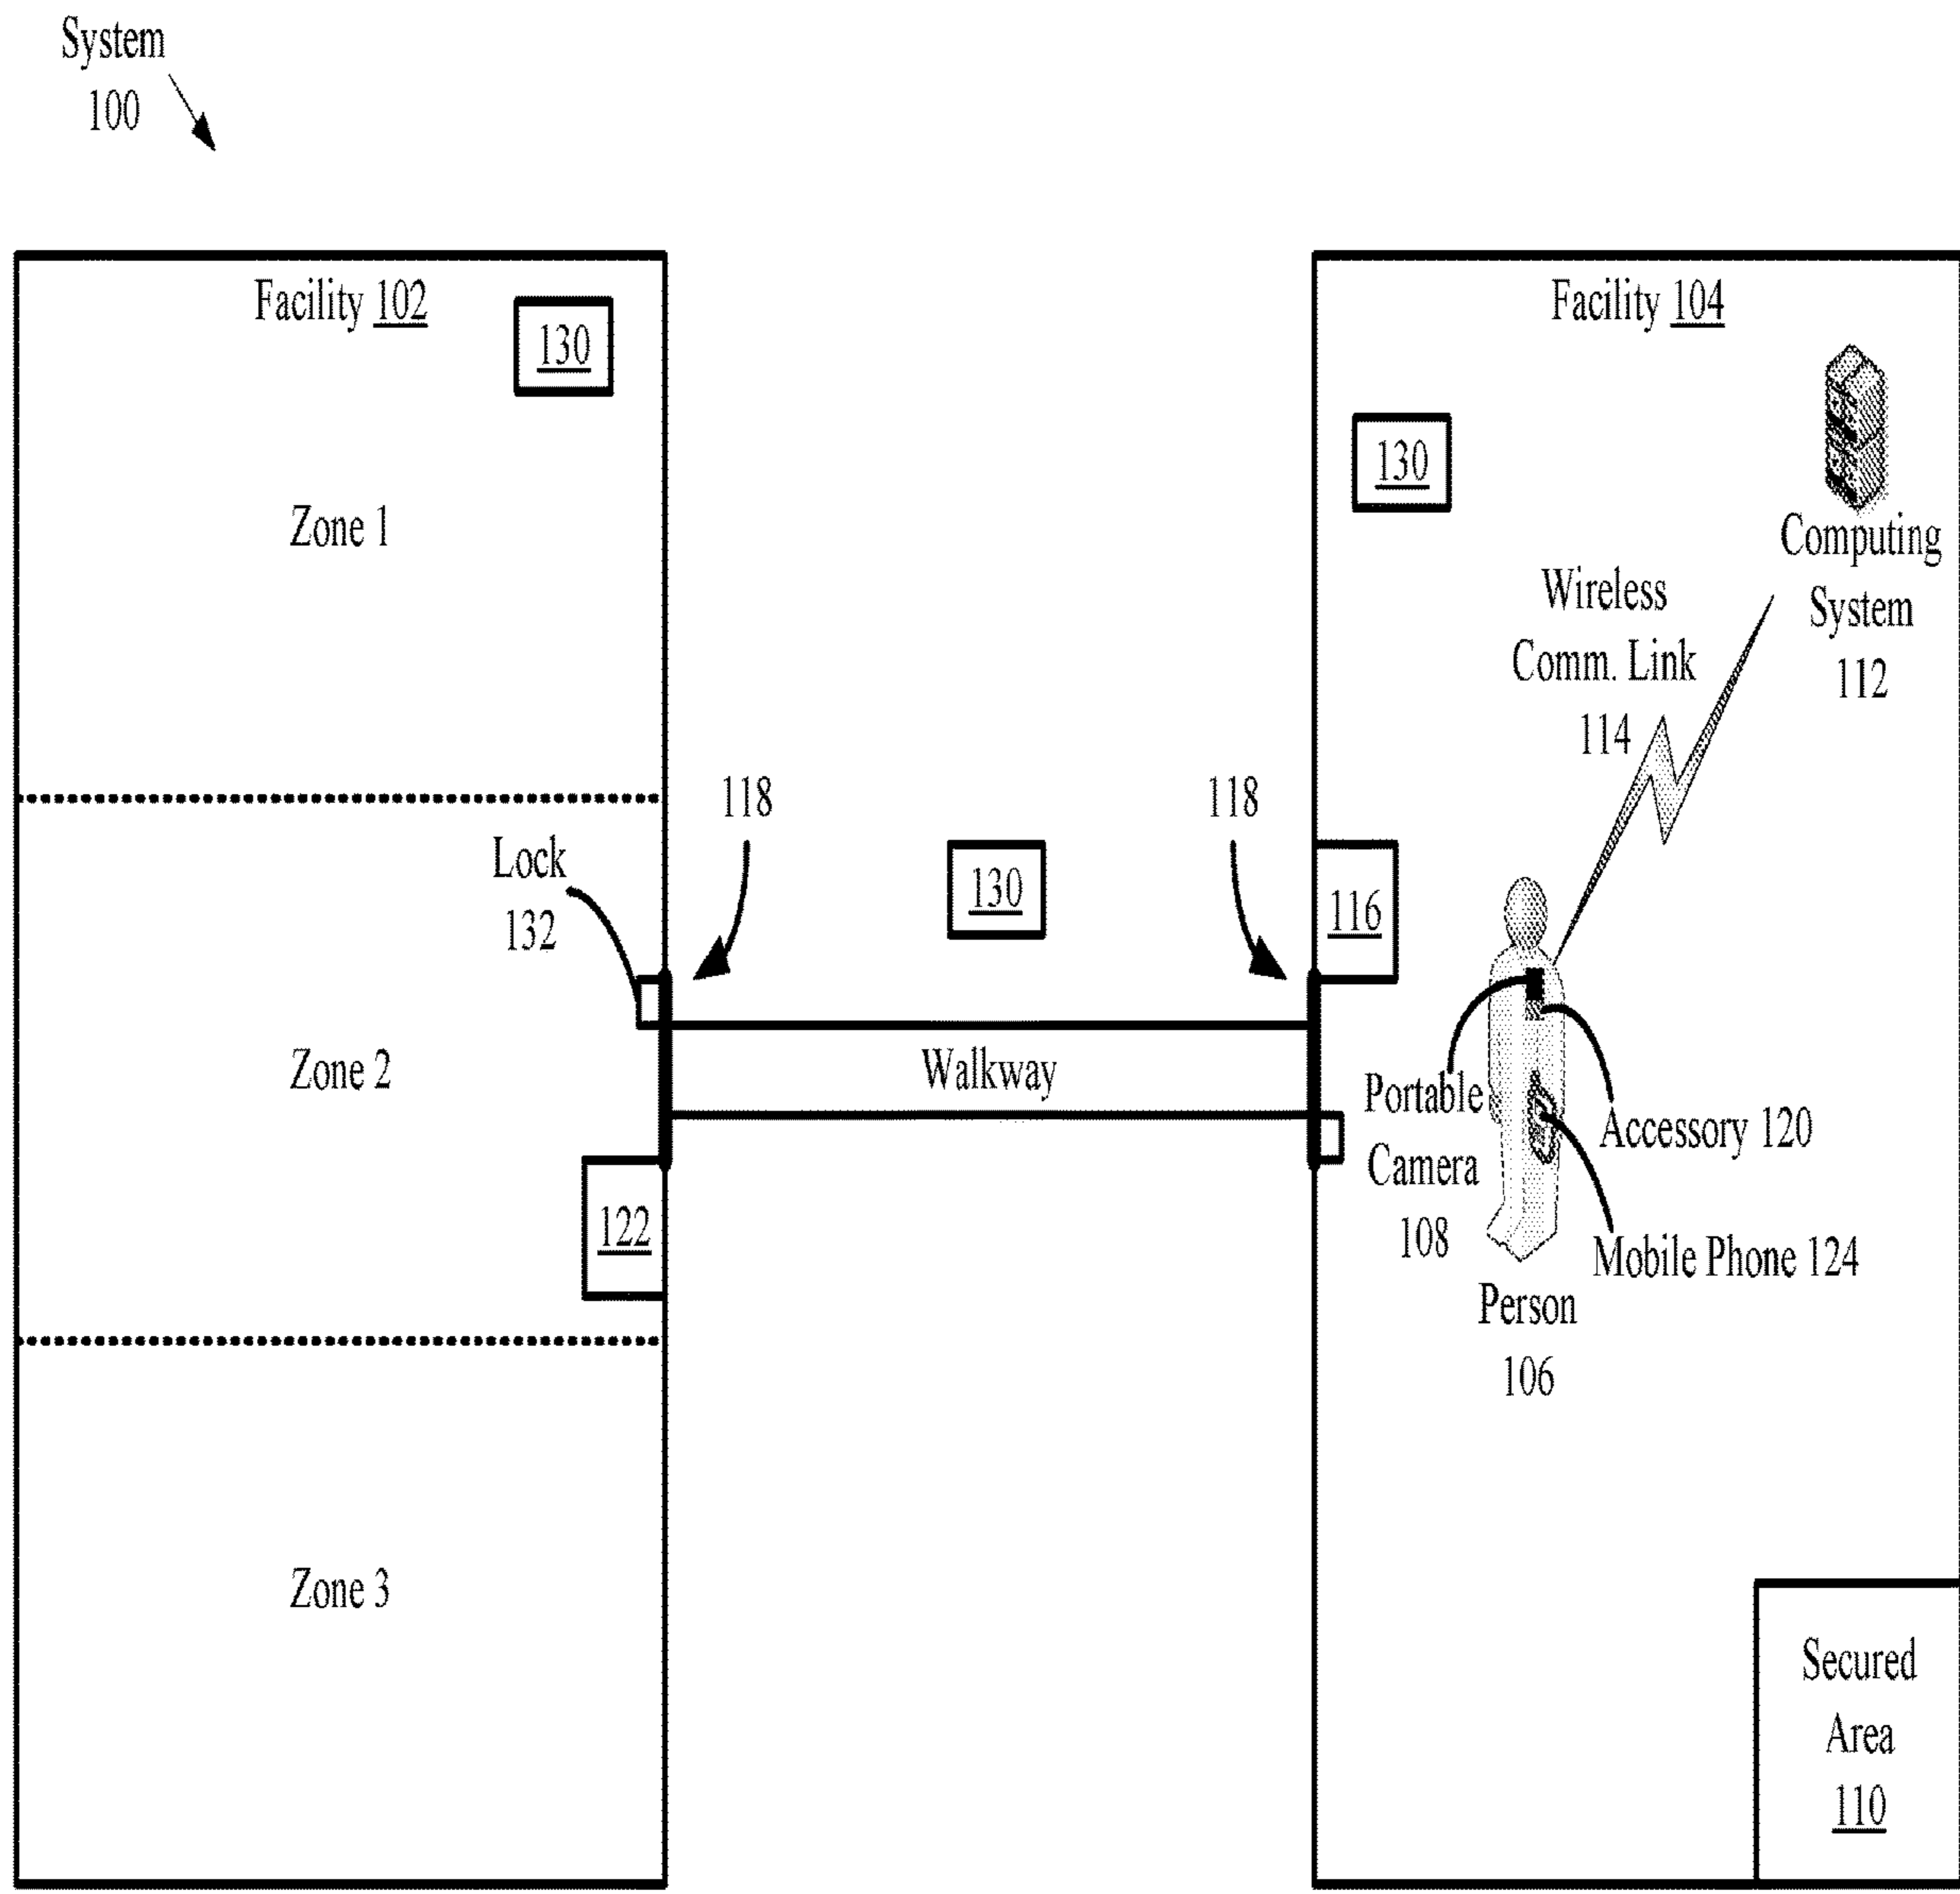 System
100
Facility 102
130
Zone 1
Lock
132
Zone 2
122
Zone 3
118
130
118
Walkway
Facility 104
130
Computing
System
112
Wireless
Comm. Link
114
116
Portable
Camera
108
Accessory 120
Mobile Phone 124
Person
106
Secured
Area
110